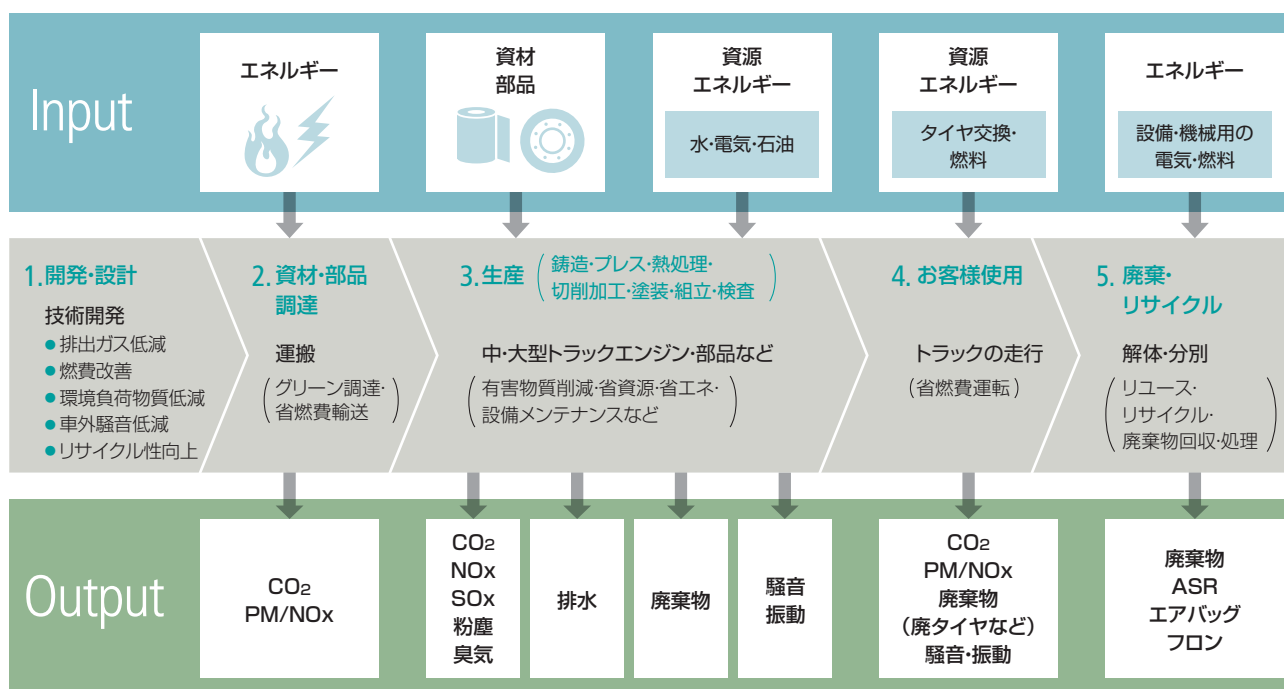 Input
エネルギー
資材
部品
資源
エネルギー
水・電気・石油
資源
エネルギー
タイヤ交換・
燃料
エネルギー
設備・機械用の
電気・燃料
1.開発・設計
技術開発
●排出ガス低減
●燃費改善
●環境負荷物質低減
●車外騒音低減
●リサイクル性向上
2.資材・部品
調達
運搬
(グリーン調達・
省燃費輸送)
3.生産
(鋳造・プレス・熱処理・
切削加工・塗装・組立・検査)
中・大型トラックエンジン・部品など
(有害物質削減・省資源・省エネ・
設備メンテナンスなど)
4.お客様使用
トラックの走行
(省燃費運転)
5.廃棄・
リサイクル
解体・分別
(リユース・
リサイクル・
廃棄物回収・処理)
Output
CO2
PM/NOx
CO2
NOx
SOx
粉塵
臭気
排水
廃棄物
騒音
振動
CO2
PM/NOx
廃棄物
(廃タイヤなど)
騒音・振動
廃棄物
ASR
エアバッグ
フロン